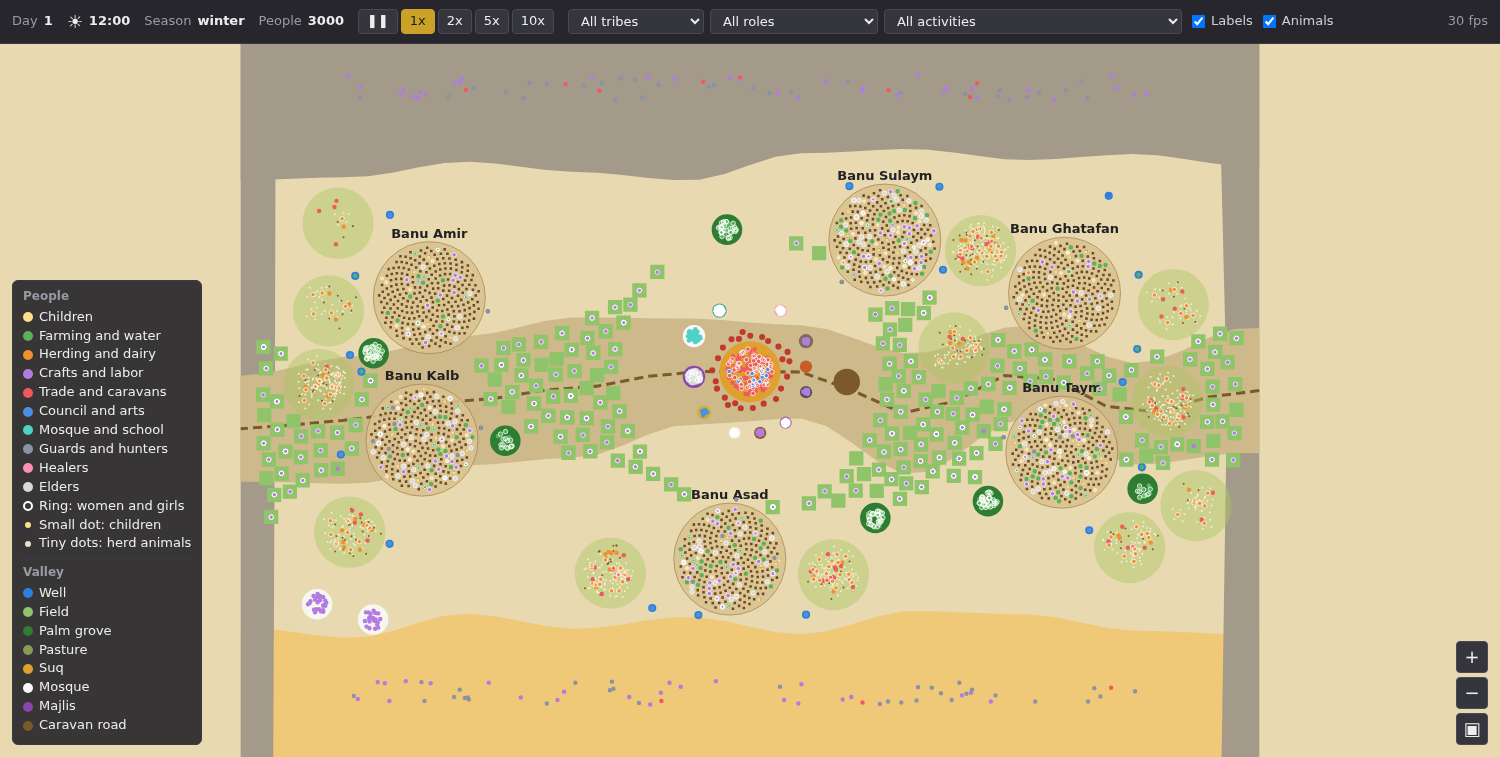 Day 1 12:00 Season winter People 3000 1x 2x 5x 10x All tribes All roles All activities Labels Animals 30 fps
Banu Sulaym
Banu Ghatafan
Banu Amir
Banu Kalb
Banu Taym
Banu Asad
People
Children
Farming and water
Herding and dairy
Crafts and labor
Trade and caravans
Council and arts
Mosque and school
Guards and hunters
Healers
Elders
Ring: women and girls
Small dot: children
Tiny dots: herd animals
Valley
Well
Field
Palm grove
Pasture
Suq
Mosque
Majlis
Caravan road